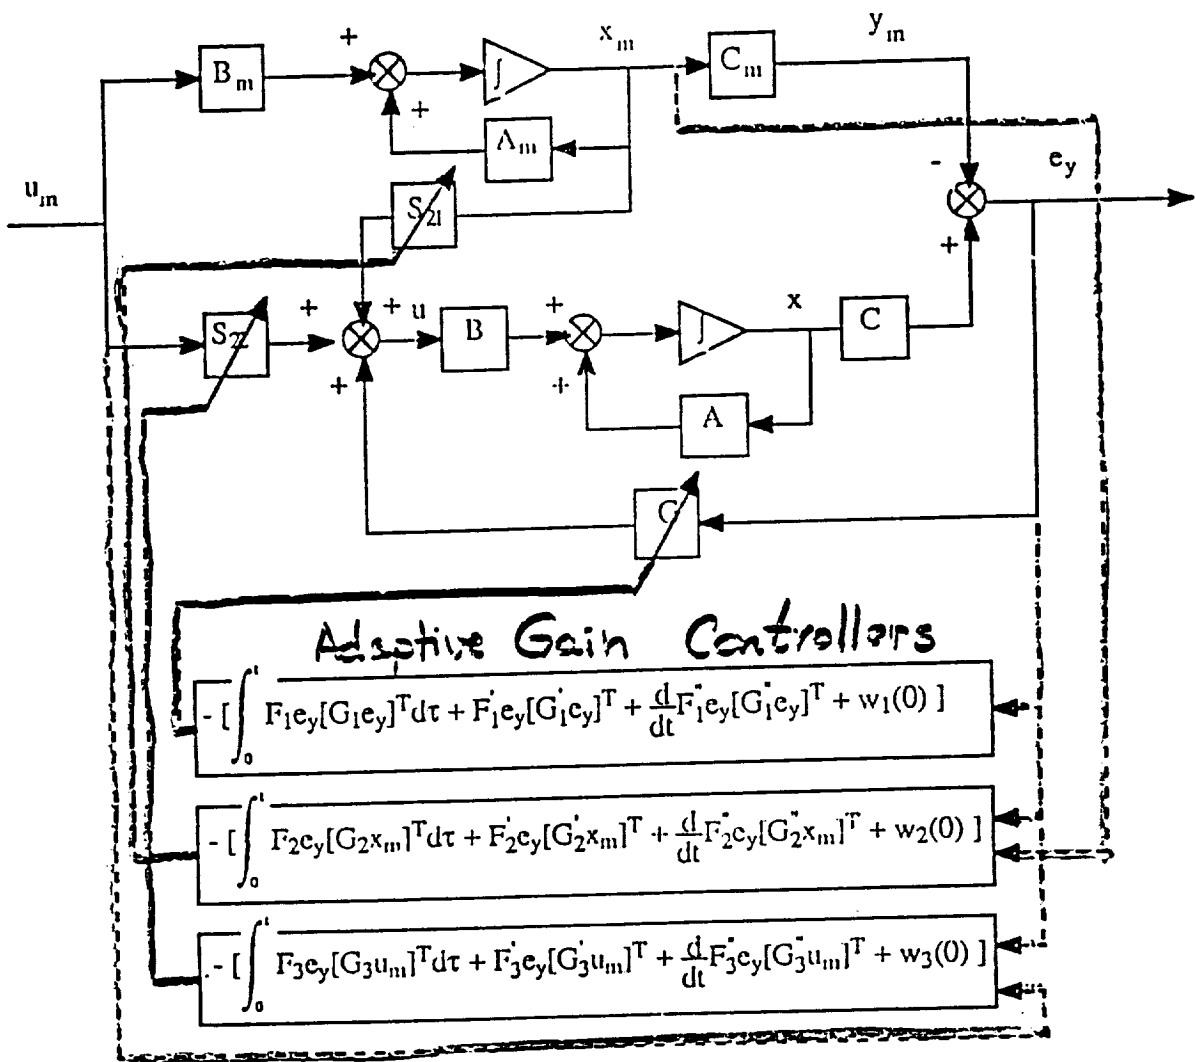 x_m
y_m
+
B_m
∫
C_m
+
A_m
-
e_y
u_m
S_21
+
+
+
u
+
x
S_22
B
∫
C
+
+
A
G
Adaptive Gain Controllers
- [ ∫_0^t F_1e_y[G_1e_y]^T dτ + F'_1e_y[G'_1e_y]^T + d/dt F"_1e_y[G"_1e_y]^T + w_1(0) ]
- [ ∫_0^t F_2e_y[G_2x_m]^T dτ + F'_2e_y[G'_2x_m]^T + d/dt F"_2e_y[G"_2x_m]^T + w_2(0) ]
- [ ∫_0^t F_3e_y[G_3u_m]^T dτ + F'_3e_y[G'_3u_m]^T + d/dt F"_3e_y[G"_3u_m]^T + w_3(0) ]